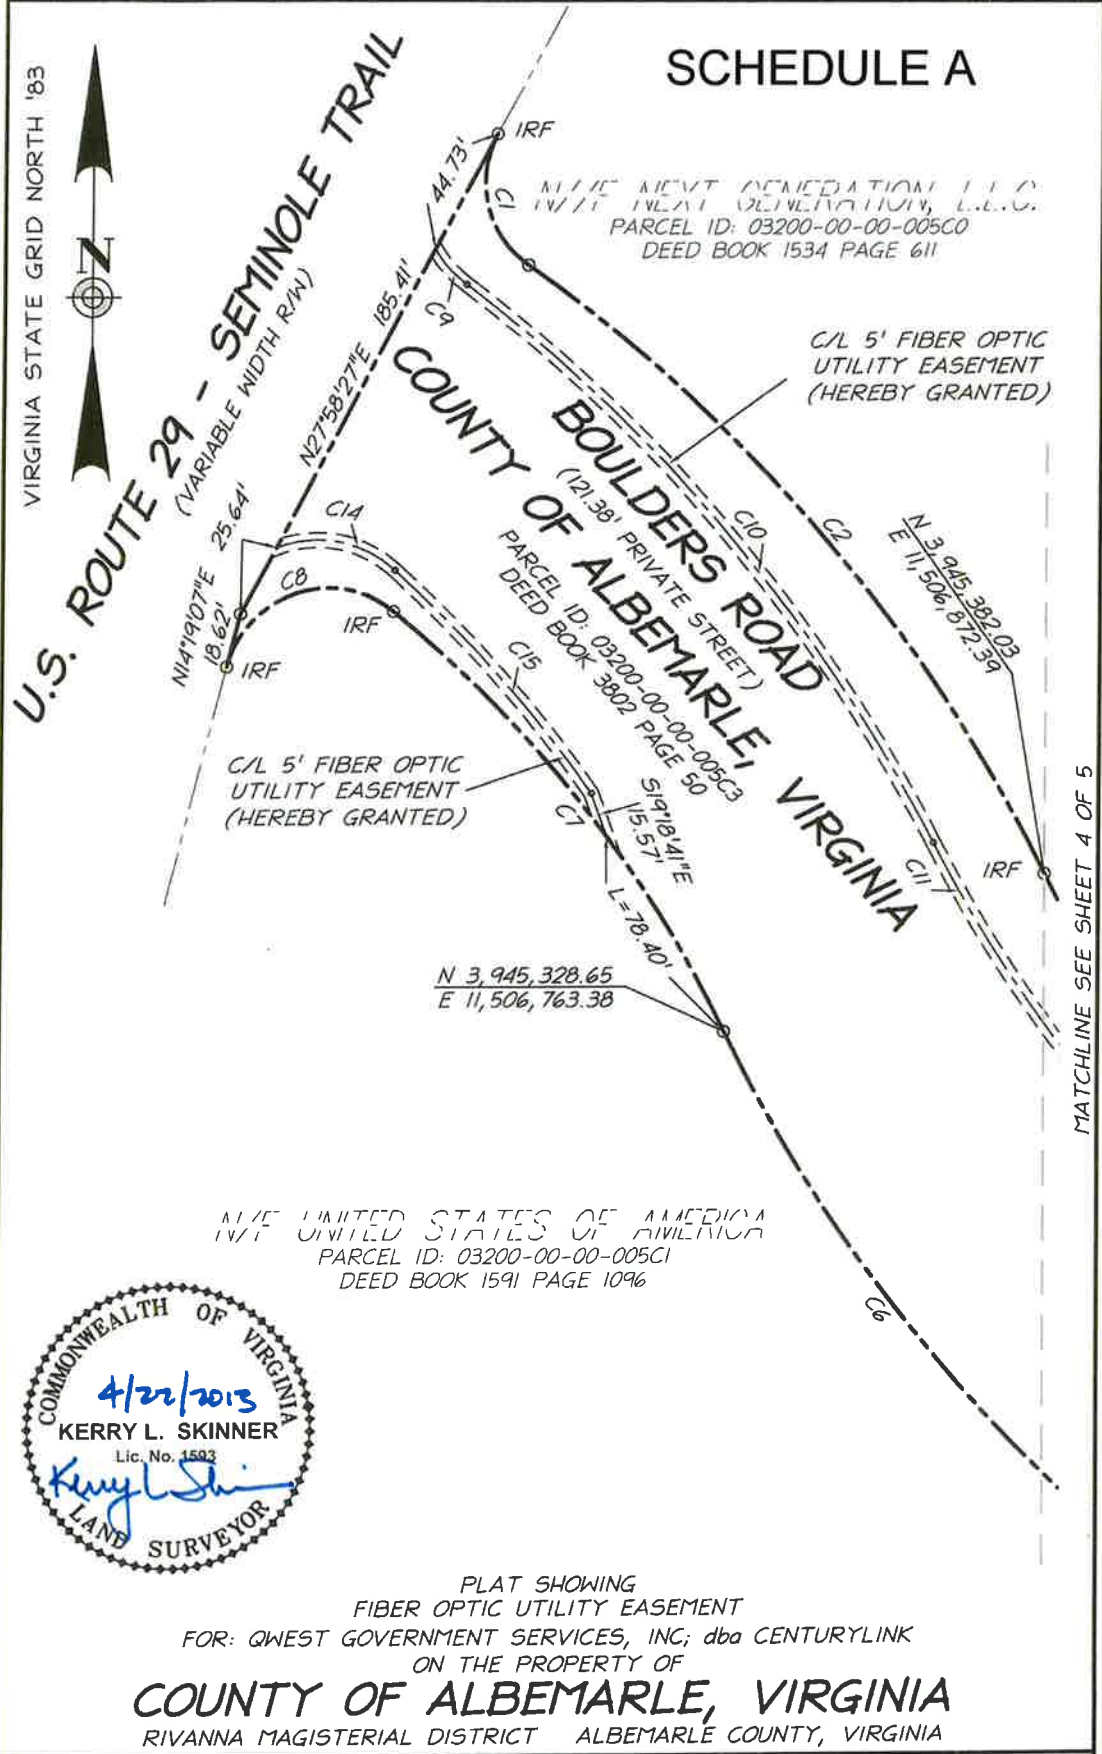 SCHEDULE A
VIRGINIA STATE GRID NORTH '83
N
U.S. ROUTE 29 - SEMINOLE TRAIL
(VARIABLE WIDTH R/W)
IRF
44.73'
C1
N/F NEXT GENERATION, L.L.C.
PARCEL ID: 03200-00-00-005C0
DEED BOOK 1534 PAGE 611
C9
N27°58'27"E 185.41'
C/L 5' FIBER OPTIC
UTILITY EASEMENT
(HEREBY GRANTED)
BOULDERS ROAD
(121.38' PRIVATE STREET)
COUNTY OF ALBEMARLE, VIRGINIA
PARCEL ID: 03200-00-00-005C3
DEED BOOK 3802 PAGE 50
C10
C2
N 3,945,382.03
E 11,506,872.39
C14
N14°19'07"E 25.64'
18.62'
C8
IRF
IRF
C15
C/L 5' FIBER OPTIC
UTILITY EASEMENT
(HEREBY GRANTED)
C7
S19°18'41"E
115.57'
L=78.40'
C11
IRF
MATCHLINE SEE SHEET 4 OF 5
N 3,945,328.65
E 11,506,763.38
N/F UNITED STATES OF AMERICA
PARCEL ID: 03200-00-00-005C1
DEED BOOK 1591 PAGE 1096
C6
COMMONWEALTH OF VIRGINIA
4/22/2013
KERRY L. SKINNER
Lic. No. 1593
Kerry L Skinner
LAND SURVEYOR
PLAT SHOWING
FIBER OPTIC UTILITY EASEMENT
FOR: QWEST GOVERNMENT SERVICES, INC; dba CENTURYLINK
ON THE PROPERTY OF
COUNTY OF ALBEMARLE, VIRGINIA
RIVANNA MAGISTERIAL DISTRICT ALBEMARLE COUNTY, VIRGINIA